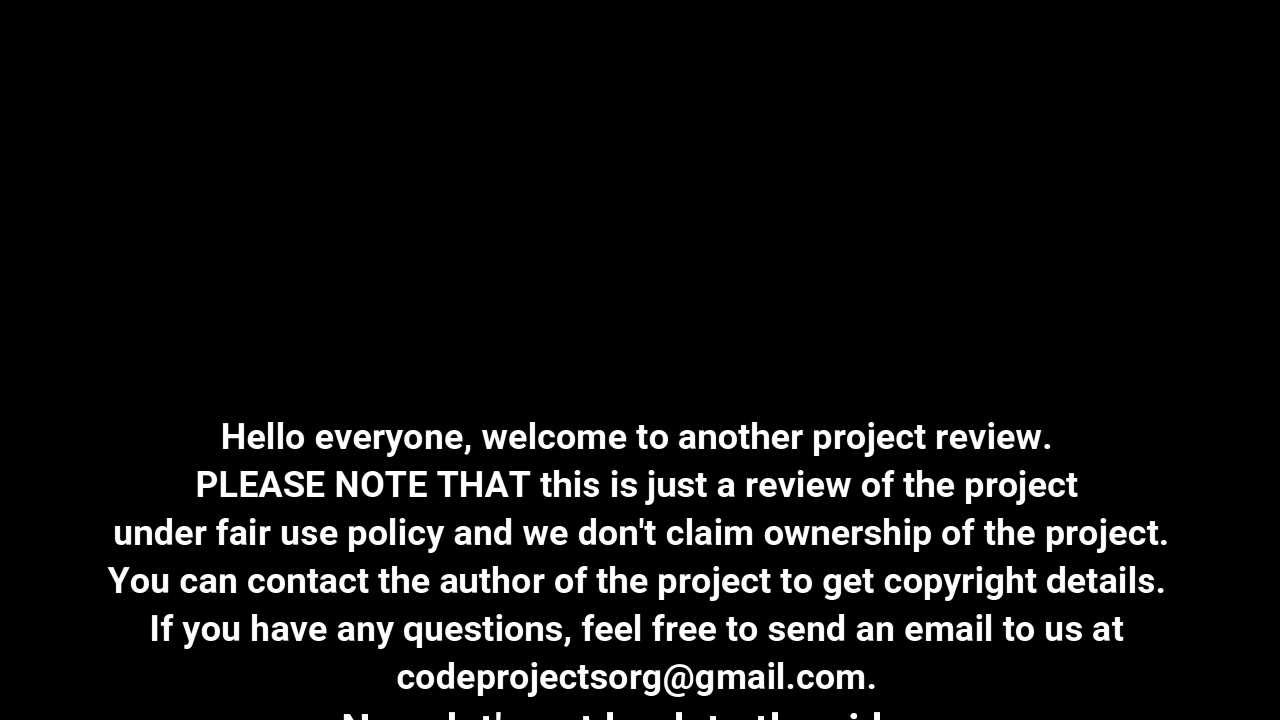 Hello everyone, welcome to another project review.
PLEASE NOTE THAT this is just a review of the project
under fair use policy and we don't claim ownership of the project.
You can contact the author of the project to get copyright details.
If you have any questions, feel free to send an email to us at
codeprojectsorg@gmail.com.